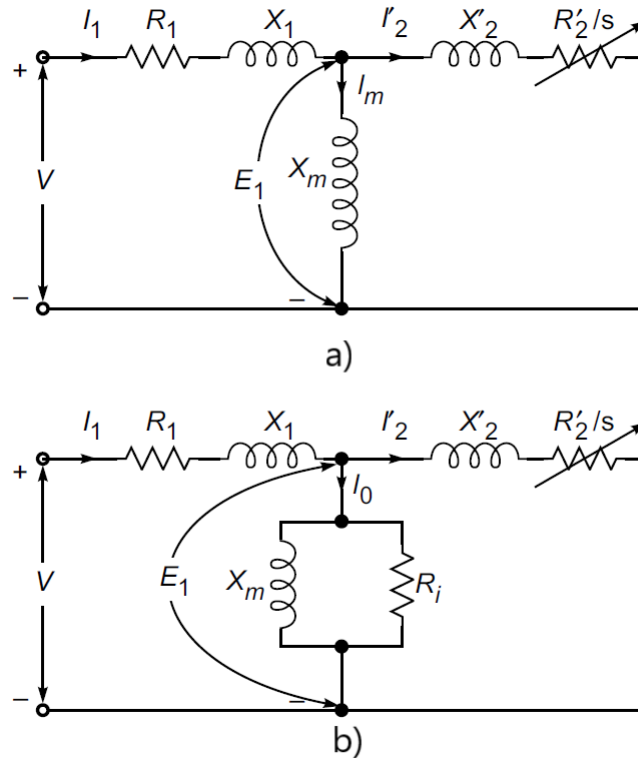 I₁ R₁ X₁ I′₂ X′₂ R′₂/s
+
Iₘ
V E₁ Xₘ
– –
a)
I₁ R₁ X₁ I′₂ X′₂ R′₂/s
+
I₀
V E₁ Xₘ Rᵢ
– –
b)